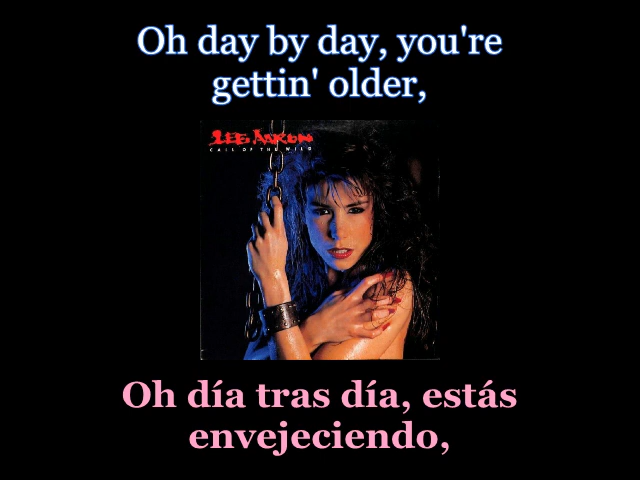 Oh day by day, you're
gettin' older,
LEE AARON
CALL OF THE WILD
Oh día tras día, estás
envejeciendo,